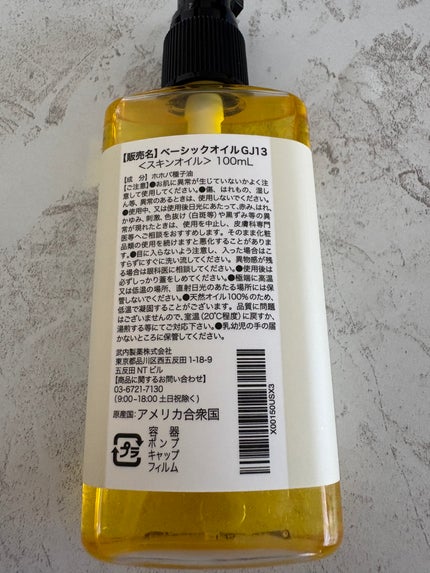 【販売名】ベーシックオイルGJ13
＜スキンオイル＞ 100mL
【成 分】ホホバ種子油
【ご注意】●お肌に異常が生じていないかよく注
意して使用してください。●傷、はれもの、湿し
ん等、異常のあるときは、使用しないでください。
●使用中、又は使用後日光にあたって、赤み、はれ、
かゆみ、刺激、色抜け(白斑等)や黒ずみ等の異
常が現れたときは、使用を中止し、皮膚科専門
医等へご相談をおすすめします。そのまま化粧
品類の使用を続けますと悪化することがありま
す。●目に入らないよう注意し、入った場合はこ
すらずにすぐに洗い流してください。異物感が残
る場合は眼科医に相談してください。●使用後は
必ずしっかり蓋をしめてください。●極端に高温
又は低温の場所、直射日光のあたる場所には保
管しないでください。●天然オイル100%のため、
低温で凝固することがございます。品質に問題
はございませんので、室温(20℃程度)に戻すか、
湯煎する等にてご対応下さい。●乳幼児の手の届
かないところに保管してください。
武内製薬株式会社
東京都品川区西五反田1-18-9
五反田NTビル
【商品に関するお問い合わせ】
03-6721-7130
(9:00~18:00 土日祝除く)
原産国:アメリカ合衆国
プラ
容器
ポンプ
キャップ
フィルム
X00150USX3